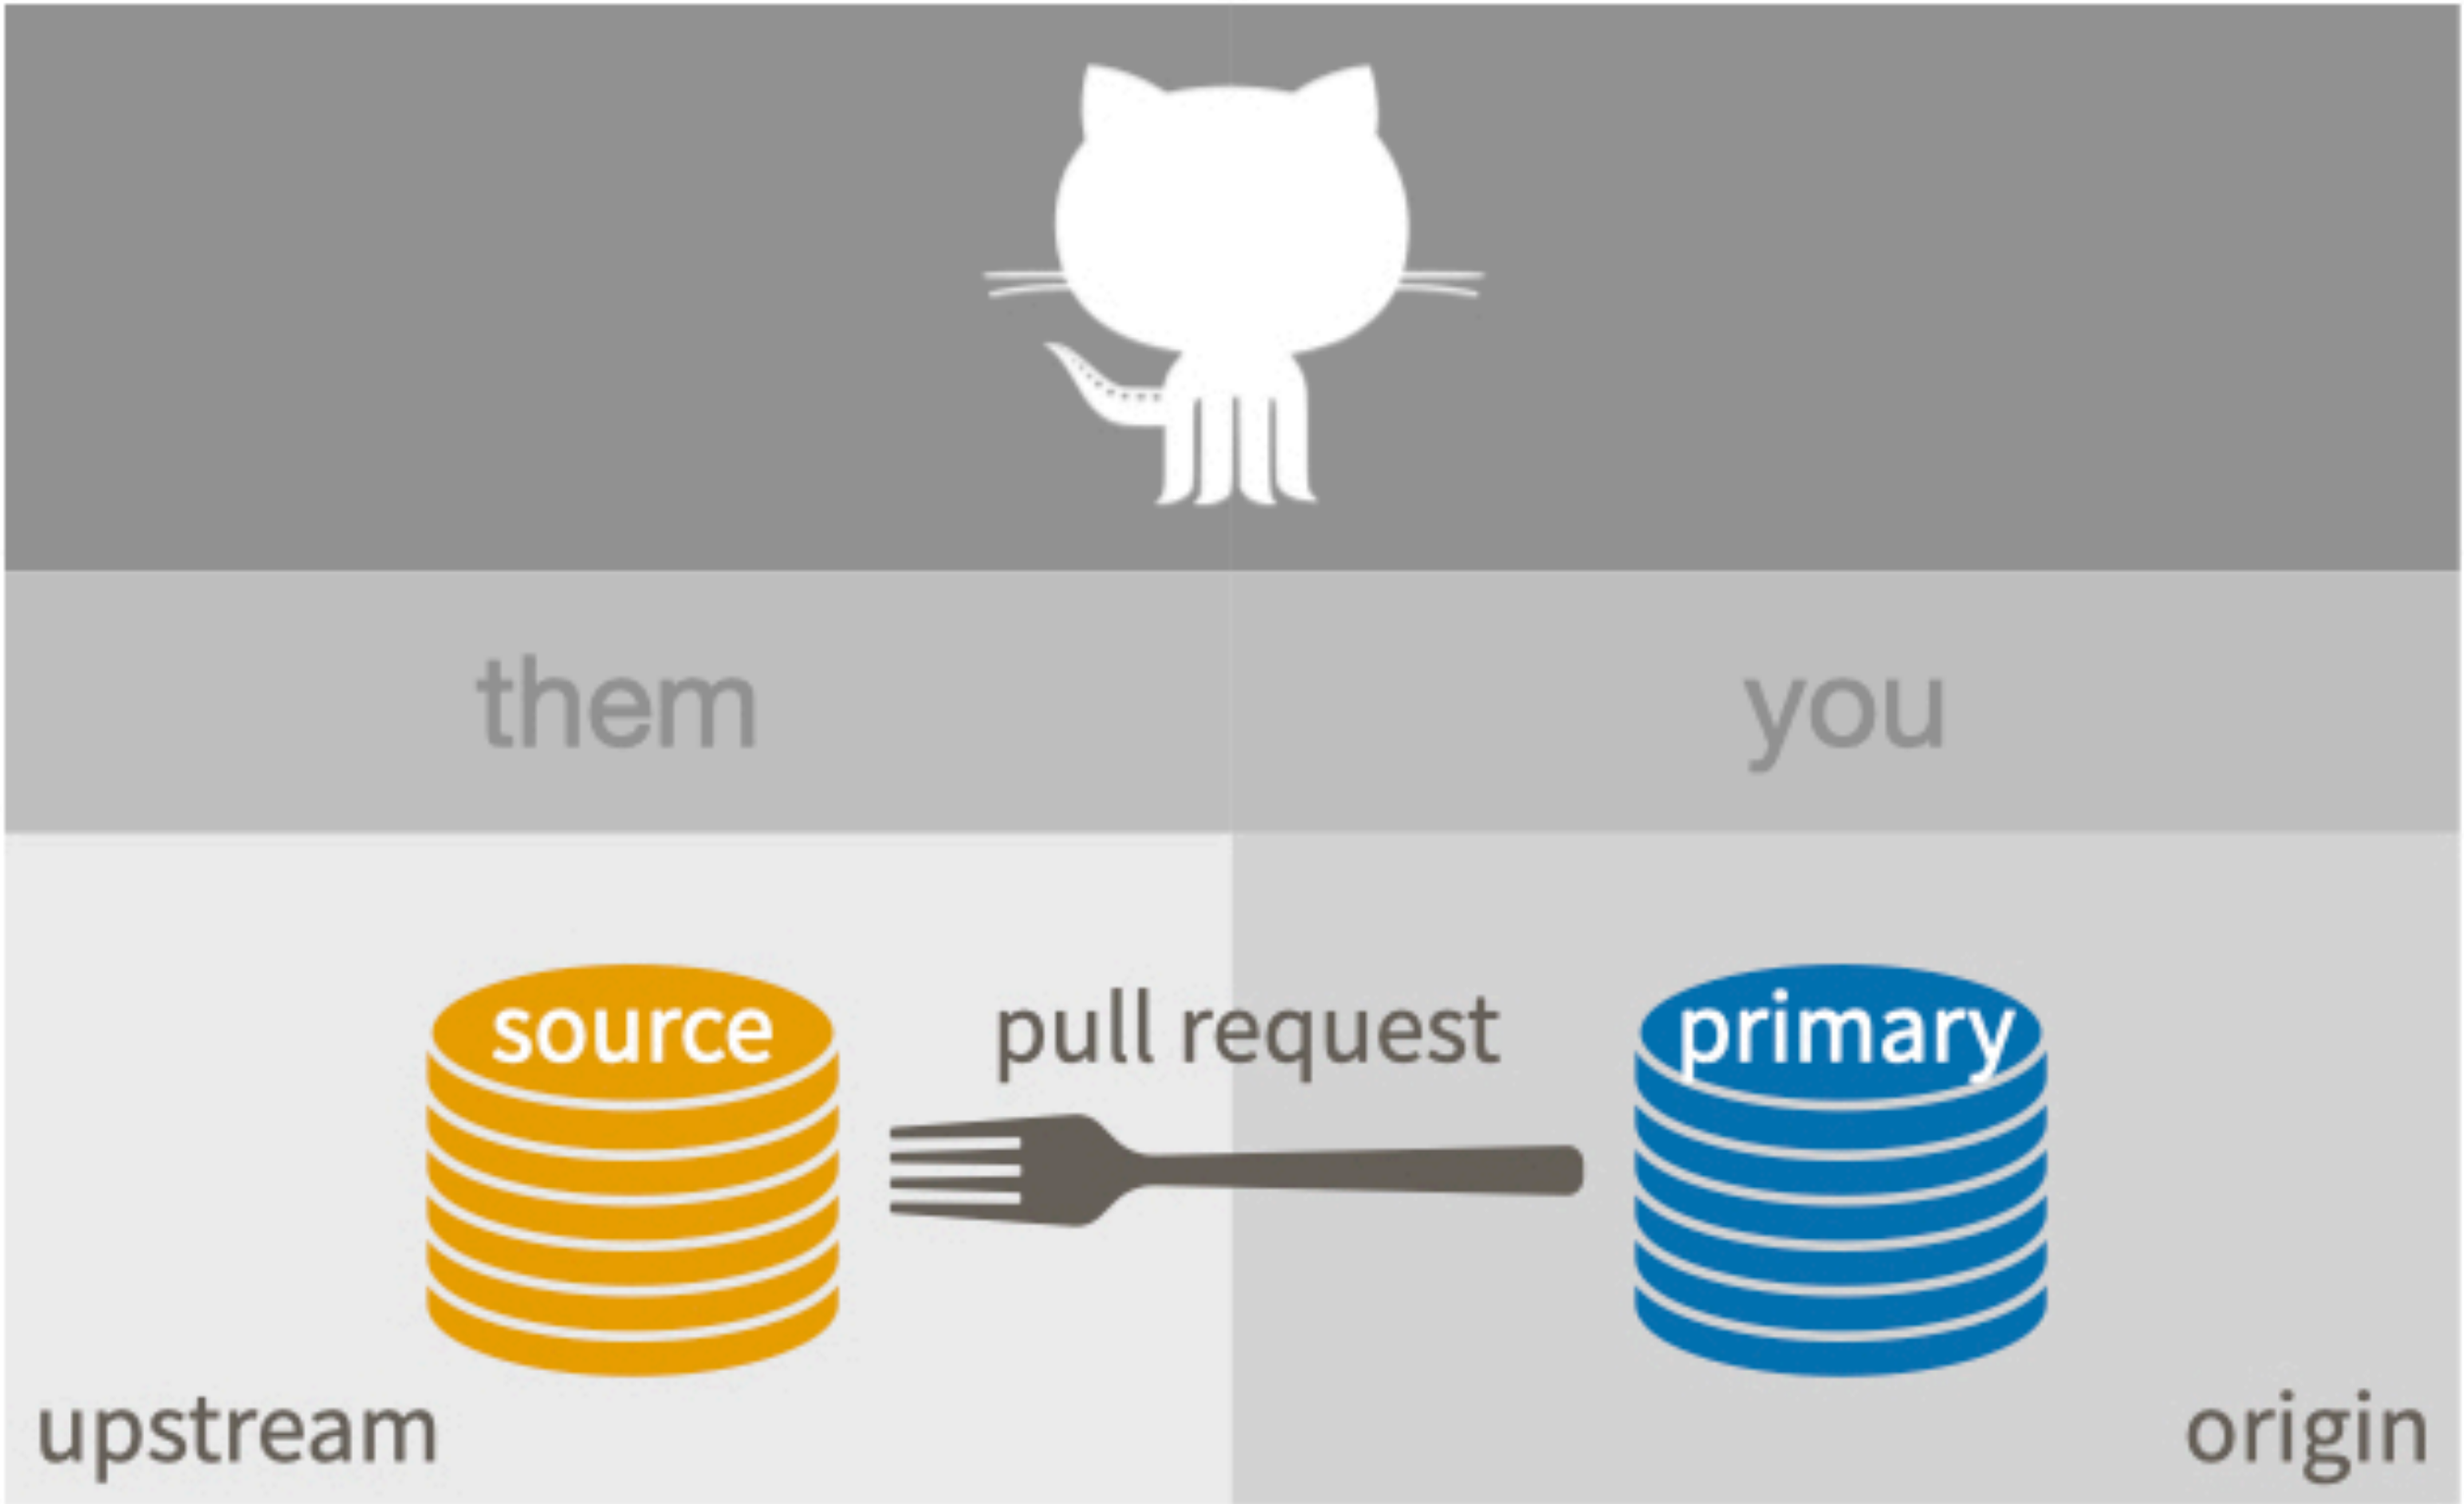 them
you
source
pull request
primary
upstream
origin